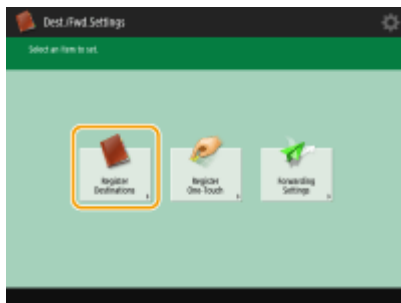 Dest./Fwd.Settings
Select an item to set.
Register
Destinations
Register
One Touch
Forwarding
Settings